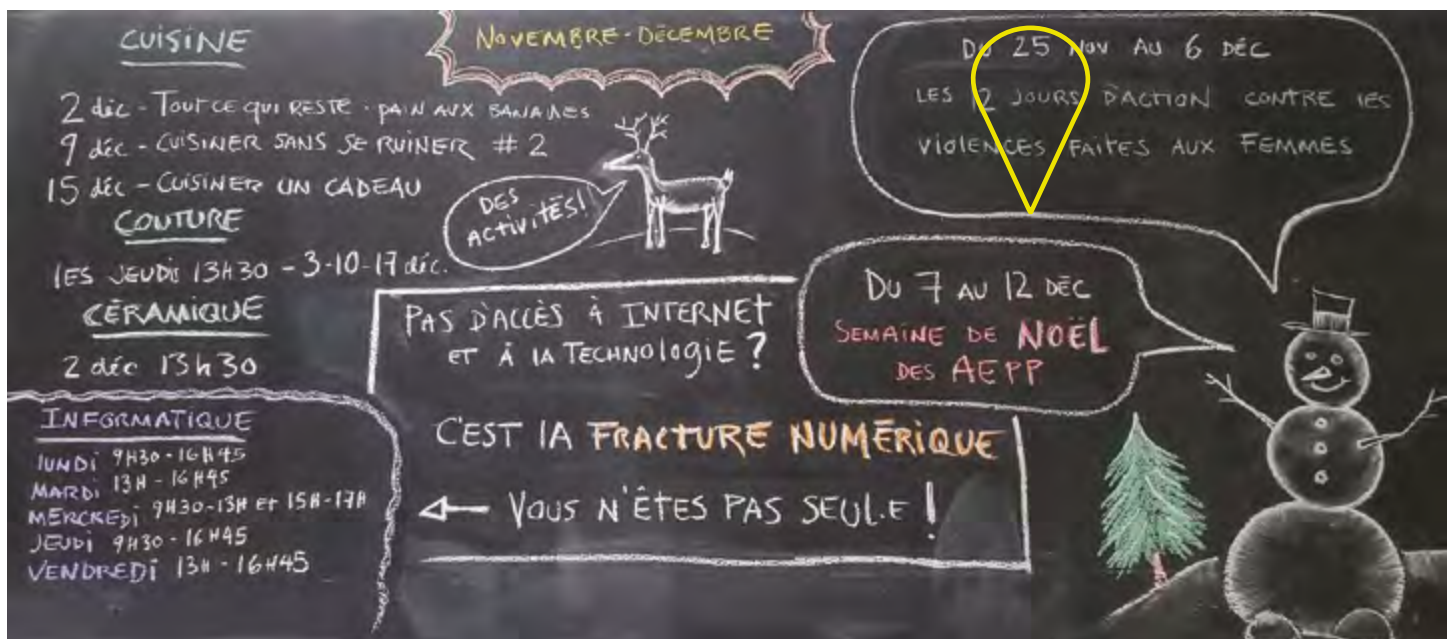 CUISINE
2 déc - TOUT CE QUI RESTE - PAIN AUX BANANES
9 déc - CUISINER SANS SE RUINER # 2
15 déc - CUISINER UN CADEAU
COUTURE
lES JEUDIS 13H30 - 3-10-17 déc.
CÉRAMIQUE
2 déc 13h30
INFORMATIQUE
lUNDi 9H30-16H45
MARDi 13H-16H45
MERCREDi 9H30-13H et 15H-17H
JEUDi 9H30-16H45
VENDREDi 13H-16H45
NOVEMBRE-DÉCEMBRE
DES
ACTiVITÉS!
PAS D'ACCÈS À INTERNET
ET À lA TECHNOlOGiE ?
C'EST lA FRACTURE NUMÉRIQUE
VOUS N'ÊTES PAS SEUL.E !
DU 25 NOV AU 6 DÉC
LES 12 JOURS D'ACTION CONTRE lES
ViOlENCES FAITES AUX FEMMES
DU 7 AU 12 DÉC
SEMAINE DE NOËL
DES AEPP